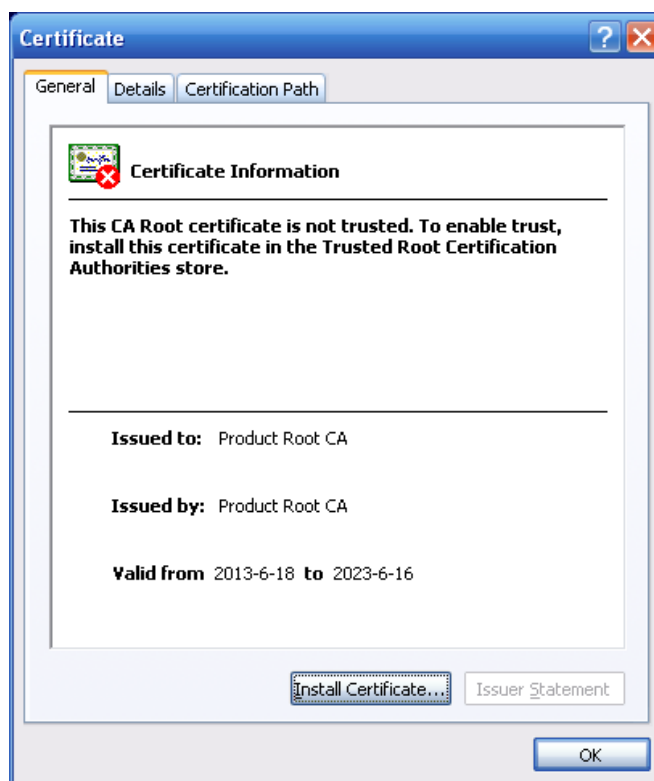 Certificate
General Details Certification Path
Certificate Information
This CA Root certificate is not trusted. To enable trust,
install this certificate in the Trusted Root Certification
Authorities store.
Issued to: Product Root CA
Issued by: Product Root CA
Valid from 2013-6-18 to 2023-6-16
Install Certificate... Issuer Statement
OK